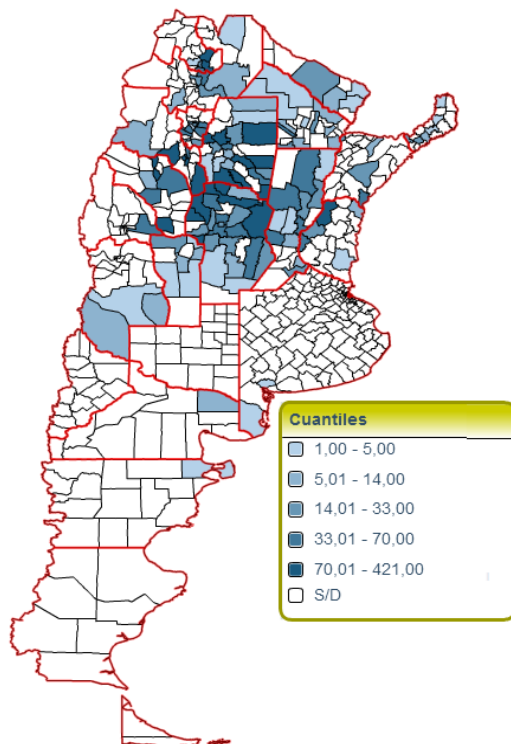 Cuantiles
1,00 - 5,00
5,01 - 14,00
14,01 - 33,00
33,01 - 70,00
70,01 - 421,00
S/D